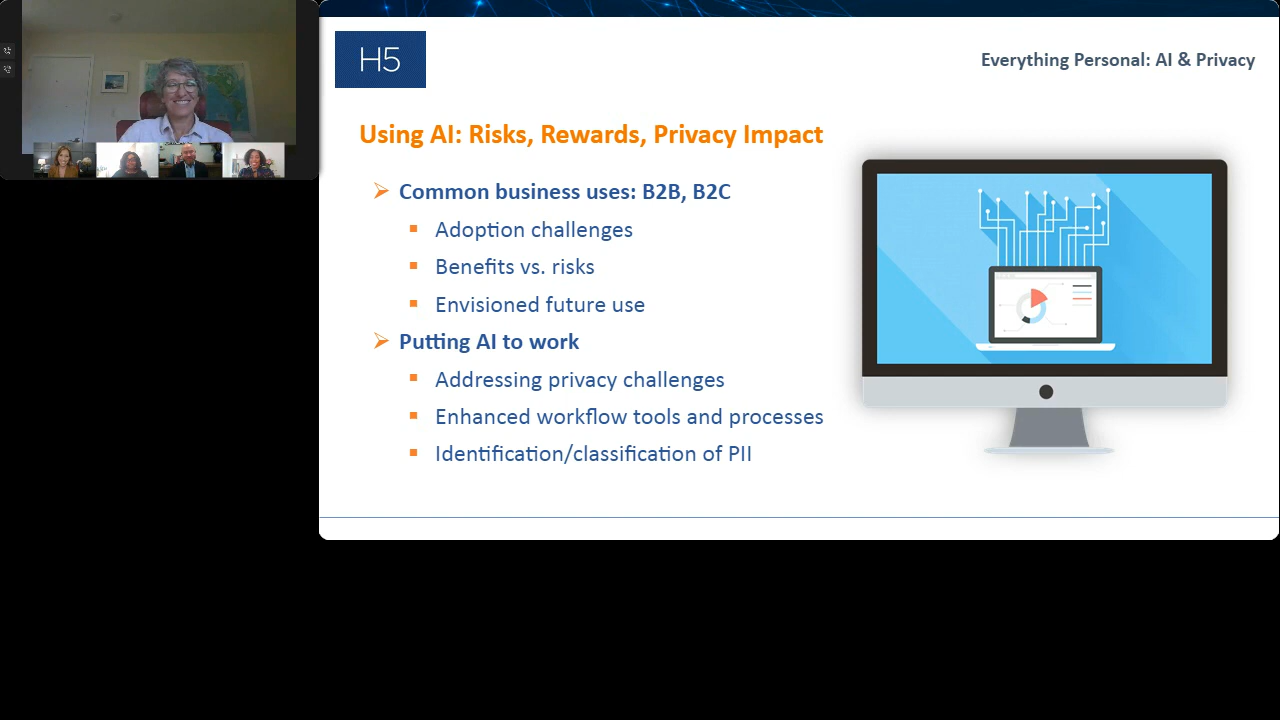 H5
Everything Personal: AI & Privacy
Using AI: Risks, Rewards, Privacy Impact
Common business uses: B2B, B2C
Adoption challenges
Benefits vs. risks
Envisioned future use
Putting AI to work
Addressing privacy challenges
Enhanced workflow tools and processes
Identification/classification of PII